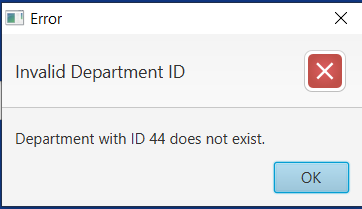 Error
Invalid Department ID
Department with ID 44 does not exist.
OK